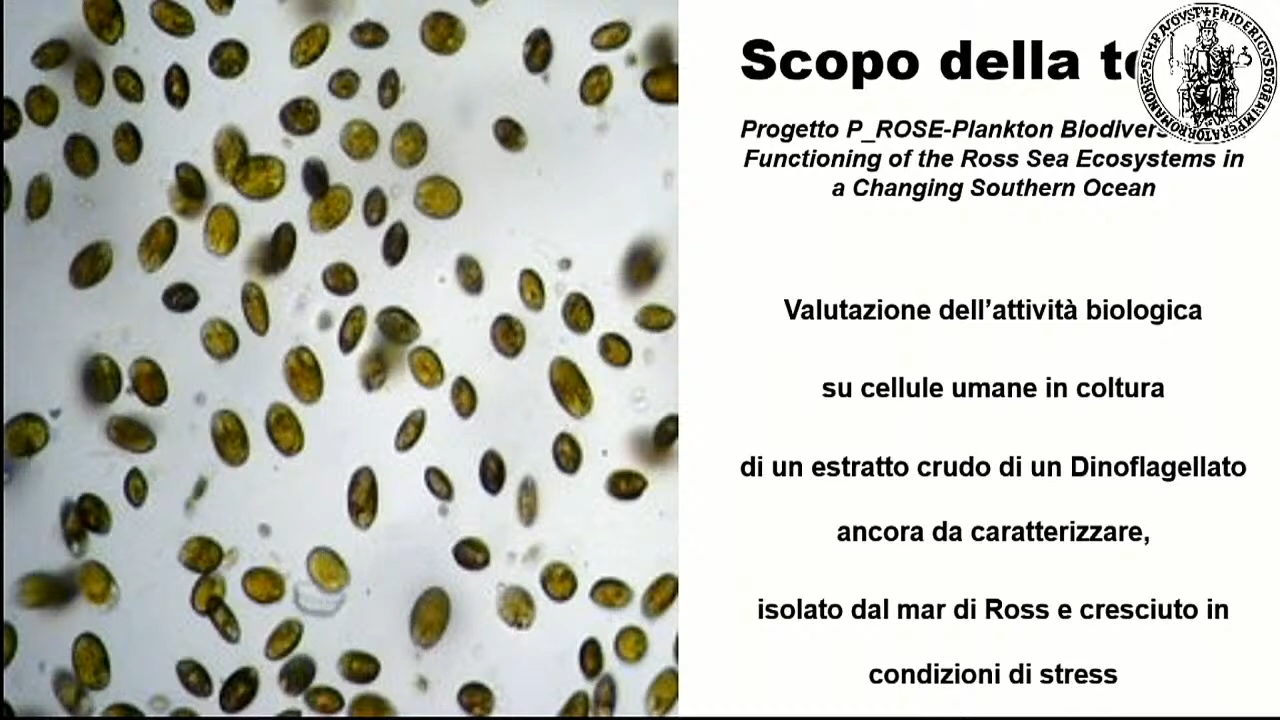 Scopo della
Progetto P_ROSE-Plankton
Functioning of the Ross Sea Ecosystems in
a Changing Southern Ocean
Valutazione dell’attività biologica
su cellule umane in coltura
di un estratto crudo di un Dinoflagellato
ancora da caratterizzare,
isolato dal mar di Ross e cresciuto in
condizioni di stress